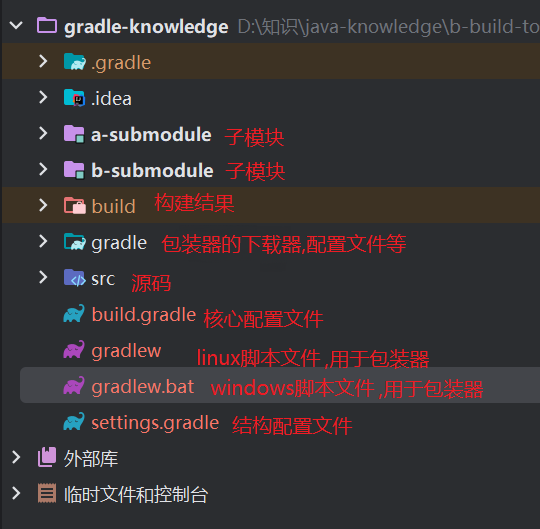 gradle-knowledge D:\知识\java-knowledge\b-build-to
.gradle
.idea
a-submodule 子模块
b-submodule 子模块
build 构建结果
gradle 包装器的下载器,配置文件等
src 源码
build.gradle 核心配置文件
gradlew linux脚本文件,用于包装器
gradlew.bat windows脚本文件,用于包装器
settings.gradle 结构配置文件
外部库
临时文件和控制台